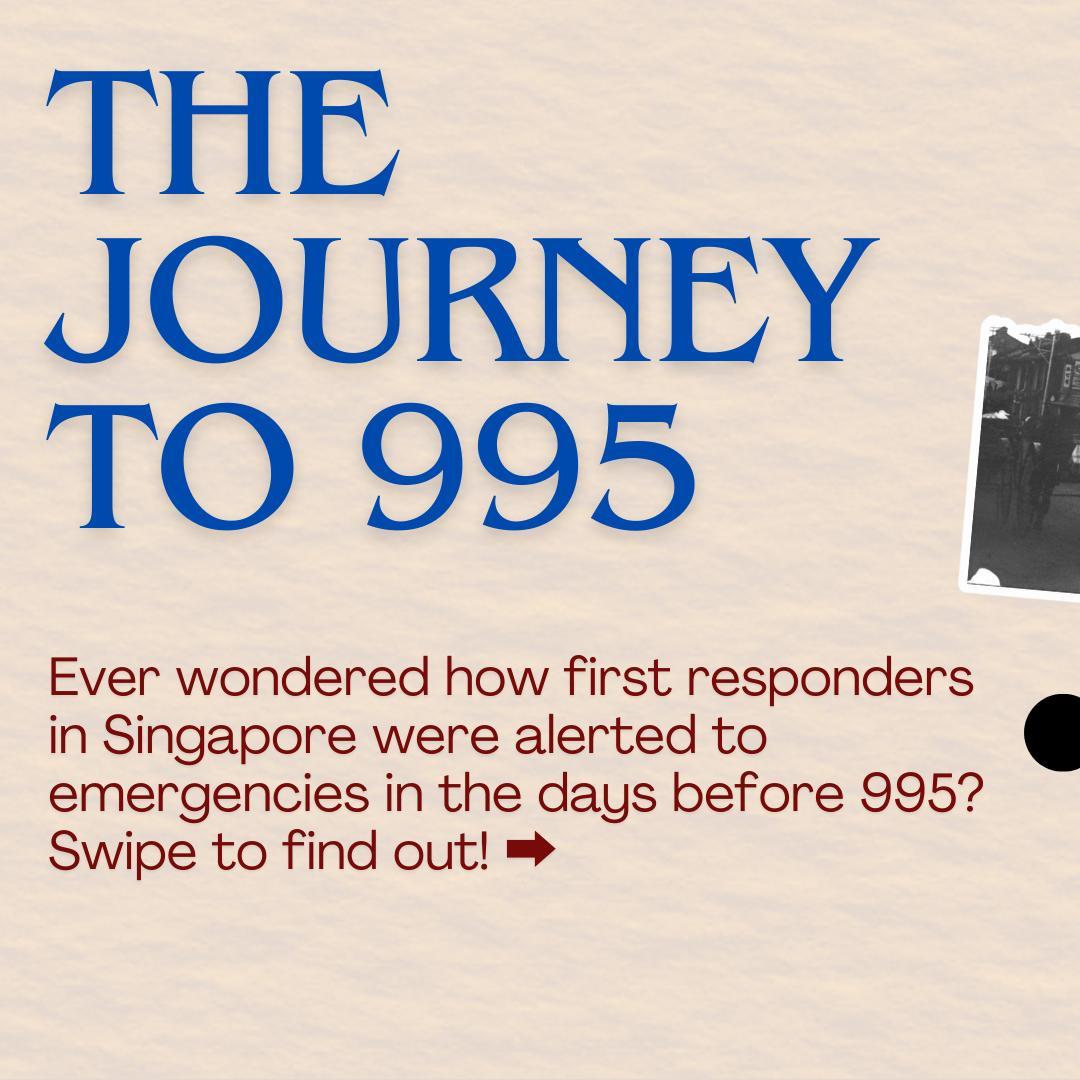 THE
JOURNEY
TO 995
Ever wondered how first responders
in Singapore were alerted to
emergencies in the days before 995?
Swipe to find out! ➡